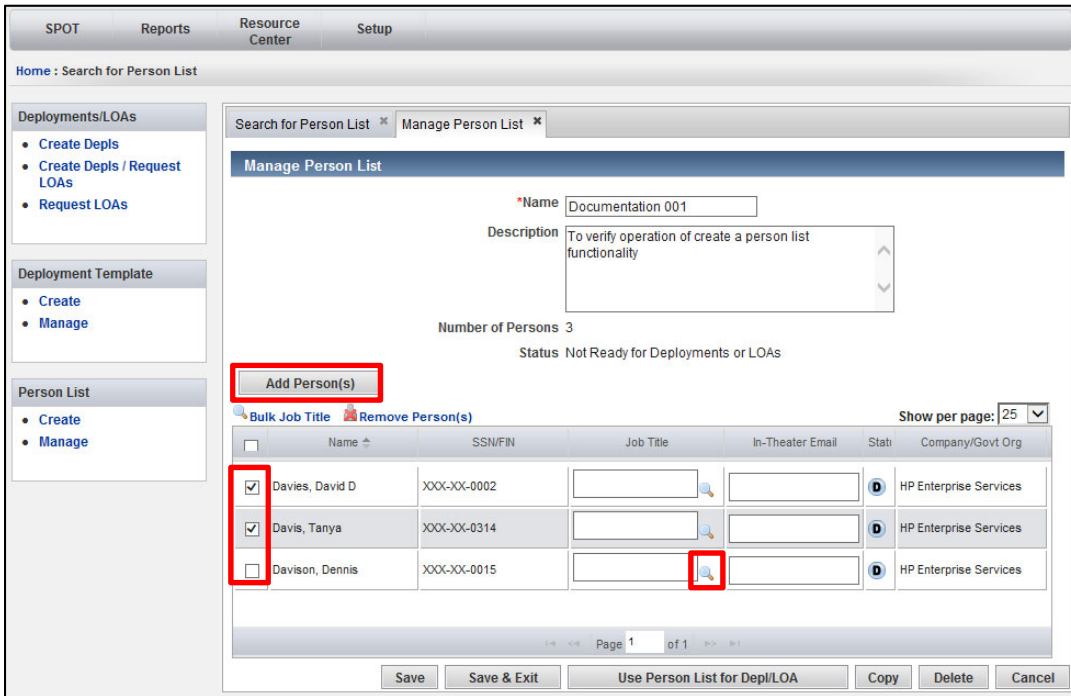 SPOT Reports Resource Center Setup
Home : Search for Person List
Deployments/LOAs
• Create Depls
• Create Depls / Request
LOAs
• Request LOAs
Deployment Template
• Create
• Manage
Person List
• Create
• Manage
Search for Person List × Manage Person List ×
Manage Person List
*Name Documentation 001
Description To verify operation of create a person list
functionality
Number of Persons 3
Status Not Ready for Deployments or LOAs
Add Person(s)
Bulk Job Title Remove Person(s) Show per page: 25
Name SSN/FIN Job Title In-Theater Email Statu Company/Govt Org
Davies, David D XXX-XX-0002 D HP Enterprise Services
Davis, Tanya XXX-XX-0314 D HP Enterprise Services
Davison, Dennis XXX-XX-0015 D HP Enterprise Services
Page 1 of 1
Save Save & Exit Use Person List for Depl/LOA Copy Delete Cancel